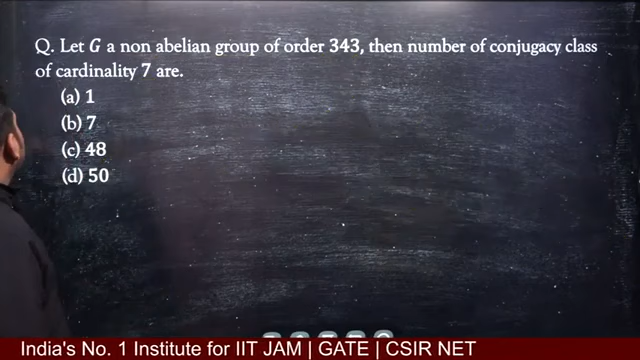 Q. Let G a non abelian group of order 343, then number of conjugacy class
of cardinality 7 are.
(a) 1
(b) 7
(c) 48
(d) 50
India's No. 1 Institute for IIT JAM | GATE | CSIR NET